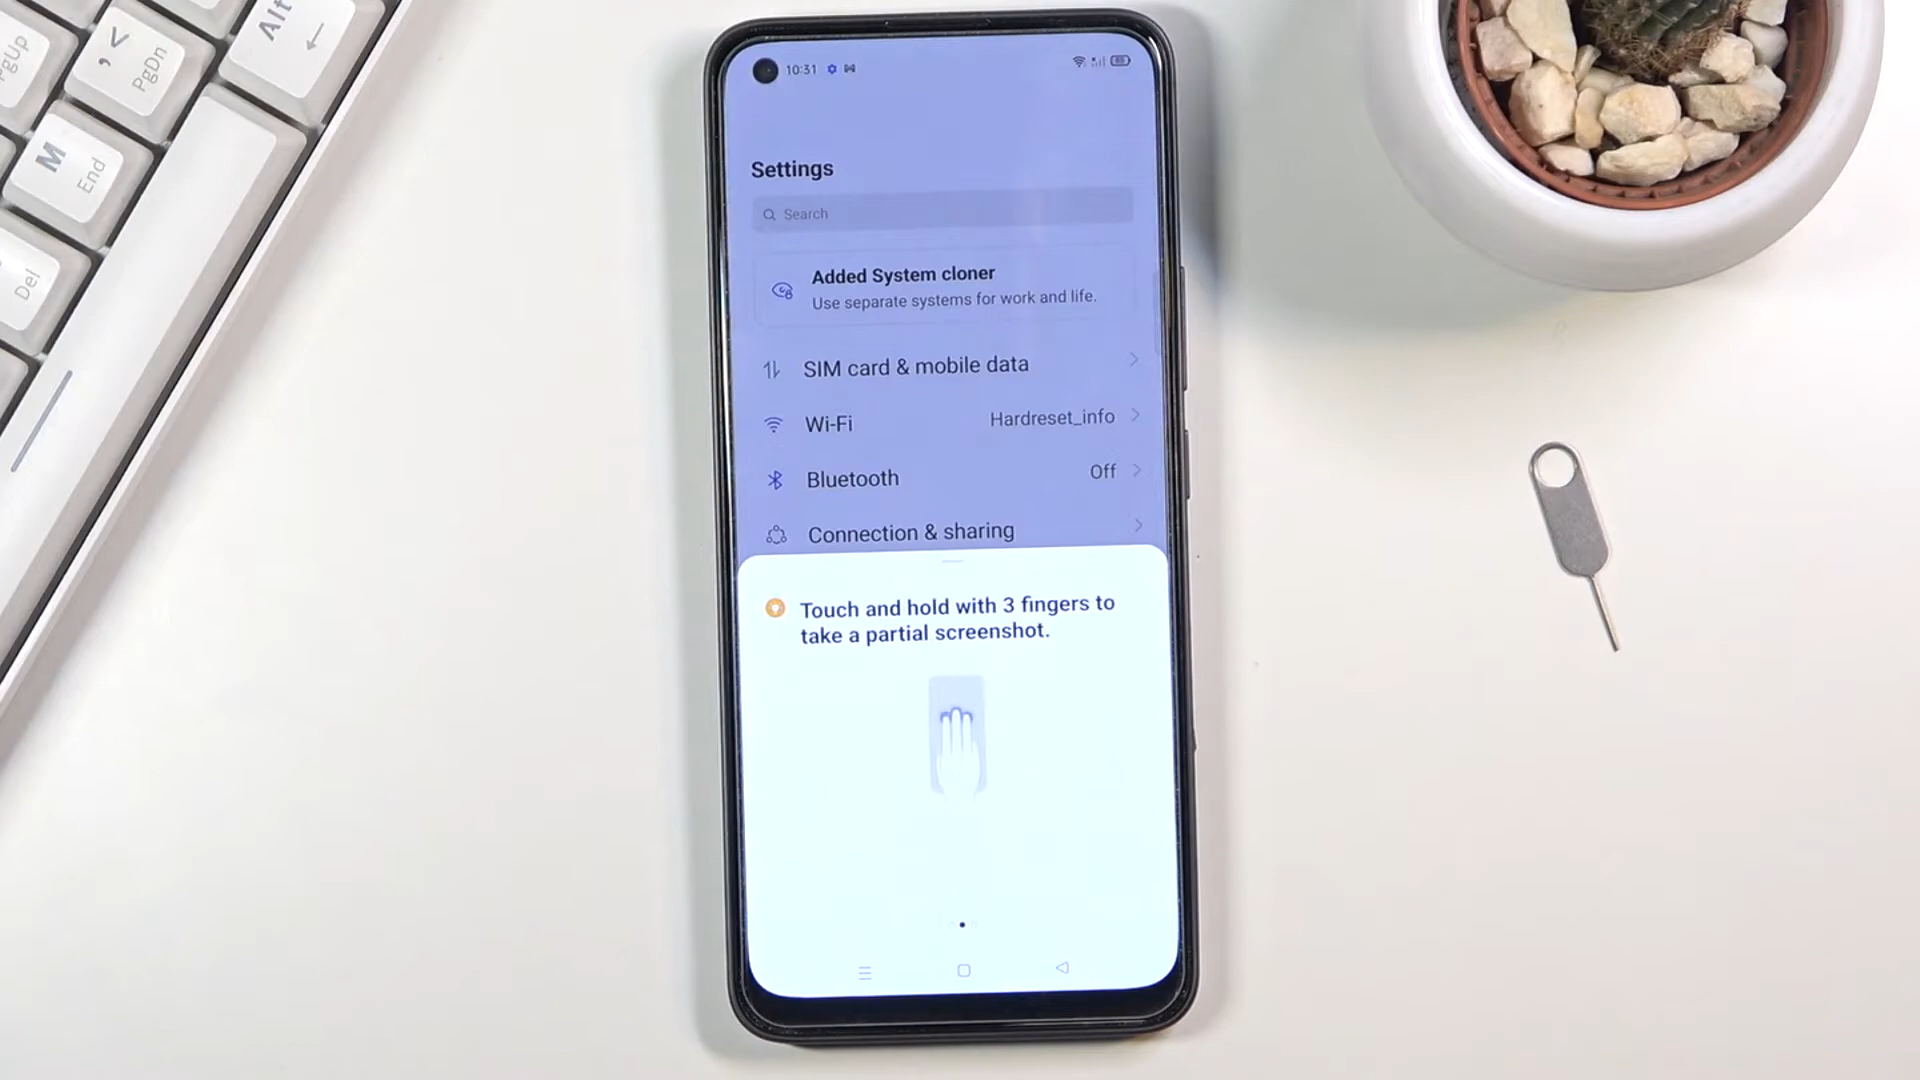 PgUp
, <
PgDn
Alt
←
M
End
Del
10:31
Settings
Search
Added System cloner
Use separate systems for work and life.
SIM card & mobile data
Wi-Fi Hardreset_info
Bluetooth Off
Connection & sharing
Touch and hold with 3 fingers to
take a partial screenshot.